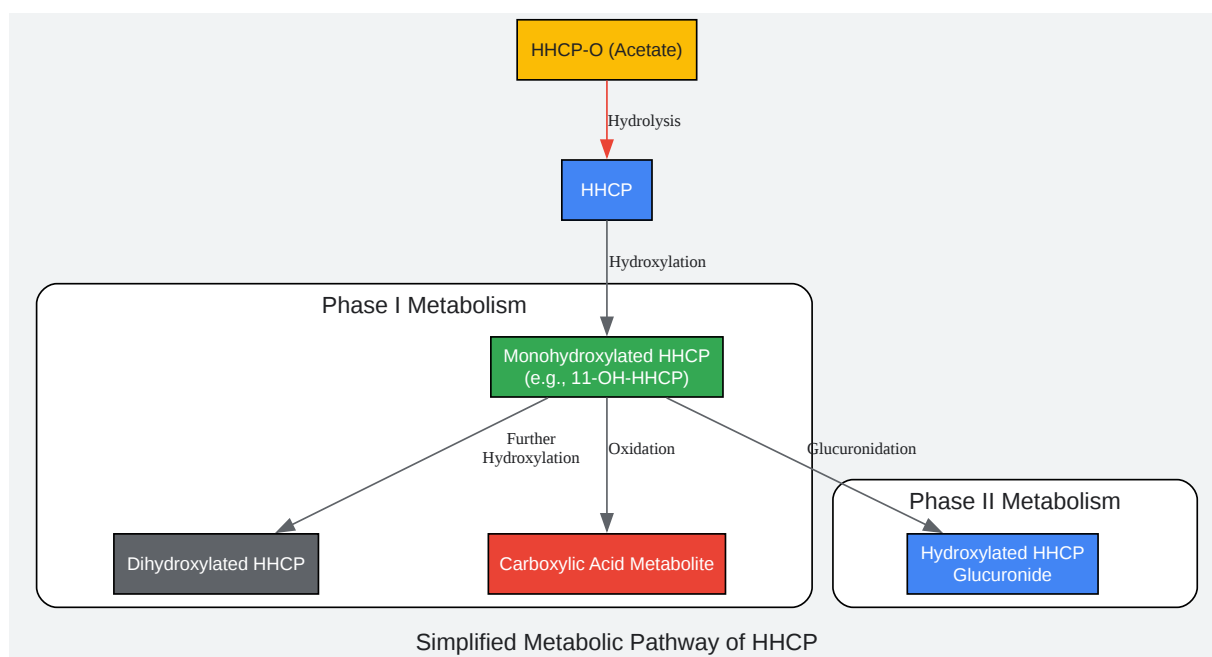 HHCP-O (Acetate)
Hydrolysis
HHCP
Hydroxylation
Phase I Metabolism
Monohydroxylated HHCP
(e.g., 11-OH-HHCP)
Further
Hydroxylation
Oxidation
Glucuronidation
Phase II Metabolism
Dihydroxylated HHCP
Carboxylic Acid Metabolite
Hydroxylated HHCP
Glucuronide
Simplified Metabolic Pathway of HHCP